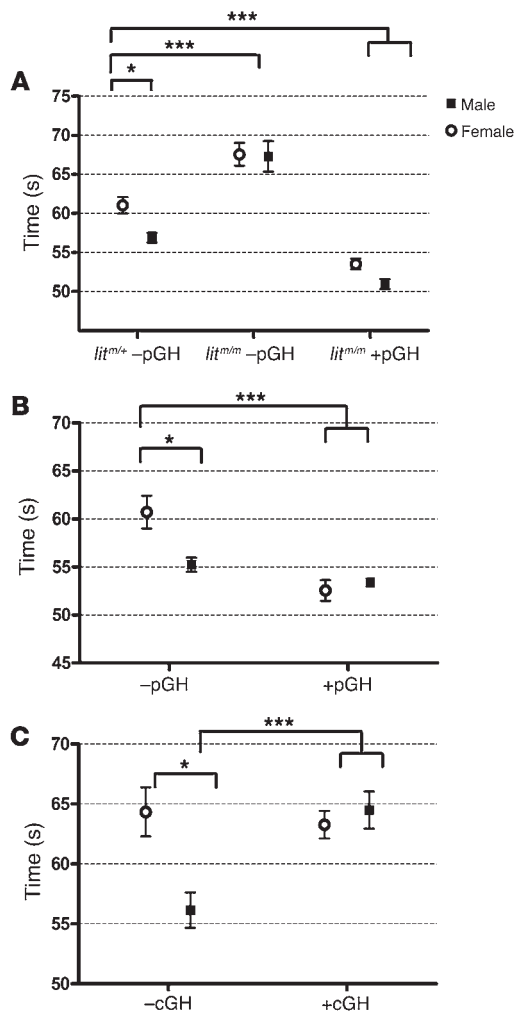 ***
***
*
A
75
70
65
60
55
50
Time (s)
Male
Female
lit^m/+ –pGH lit^m/m –pGH lit^m/m +pGH
B
***
*
70
65
60
55
50
45
Time (s)
–pGH +pGH
C
***
*
70
65
60
55
50
Time (s)
–cGH +cGH